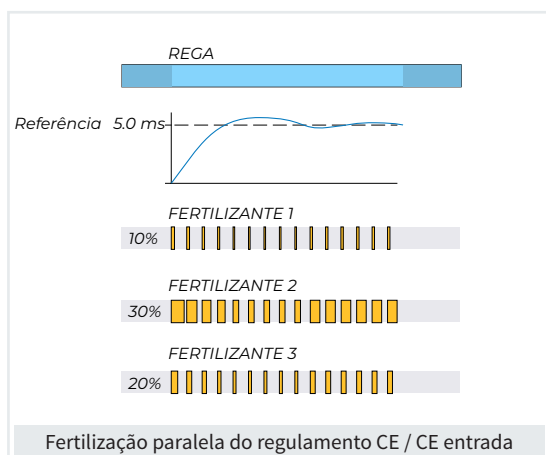 REGA
Referência 5.0 ms
FERTILIZANTE 1
10%
FERTILIZANTE 2
30%
FERTILIZANTE 3
20%
Fertilização paralela do regulamento CE / CE entrada